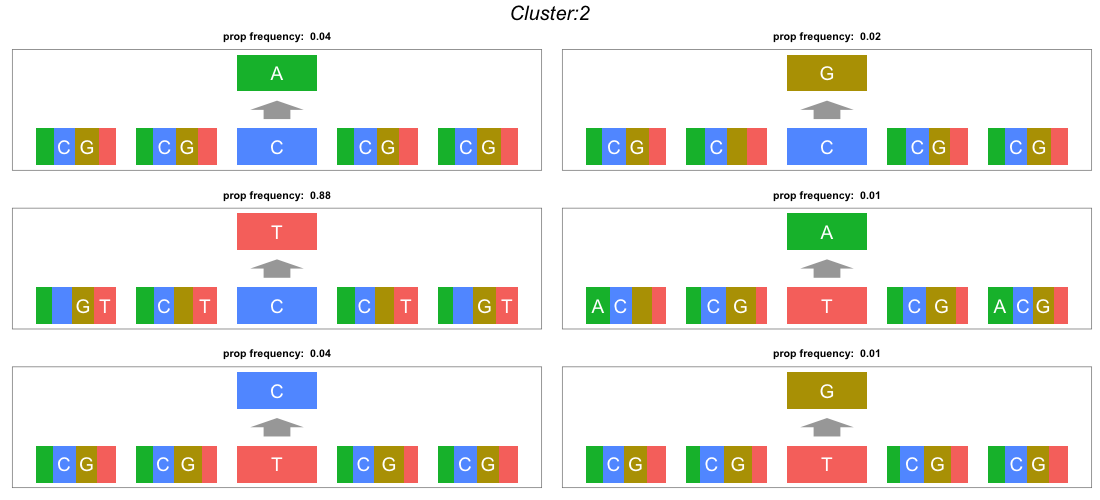 Cluster:2
prop frequency: 0.04
A
C G C G C C G C G
prop frequency: 0.02
G
C G C C C G C G
prop frequency: 0.88
T
G T C T C C T G T
prop frequency: 0.01
A
A C C G T C G A C G
prop frequency: 0.04
C
C G C G T C G C G
prop frequency: 0.01
G
C G C G T C G C G